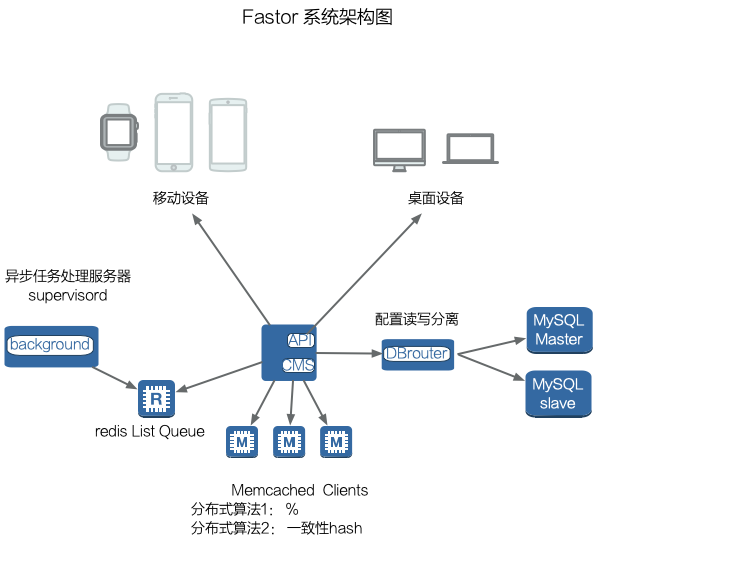 Fastor 系统架构图
移动设备
桌面设备
异步任务处理服务器
supervisord
background
API
CMS
配置读写分离
DBrouter
MySQL
Master
MySQL
slave
R
redis List Queue
M
M
M
Memcached Clients
分布式算法1： %
分布式算法2： 一致性hash